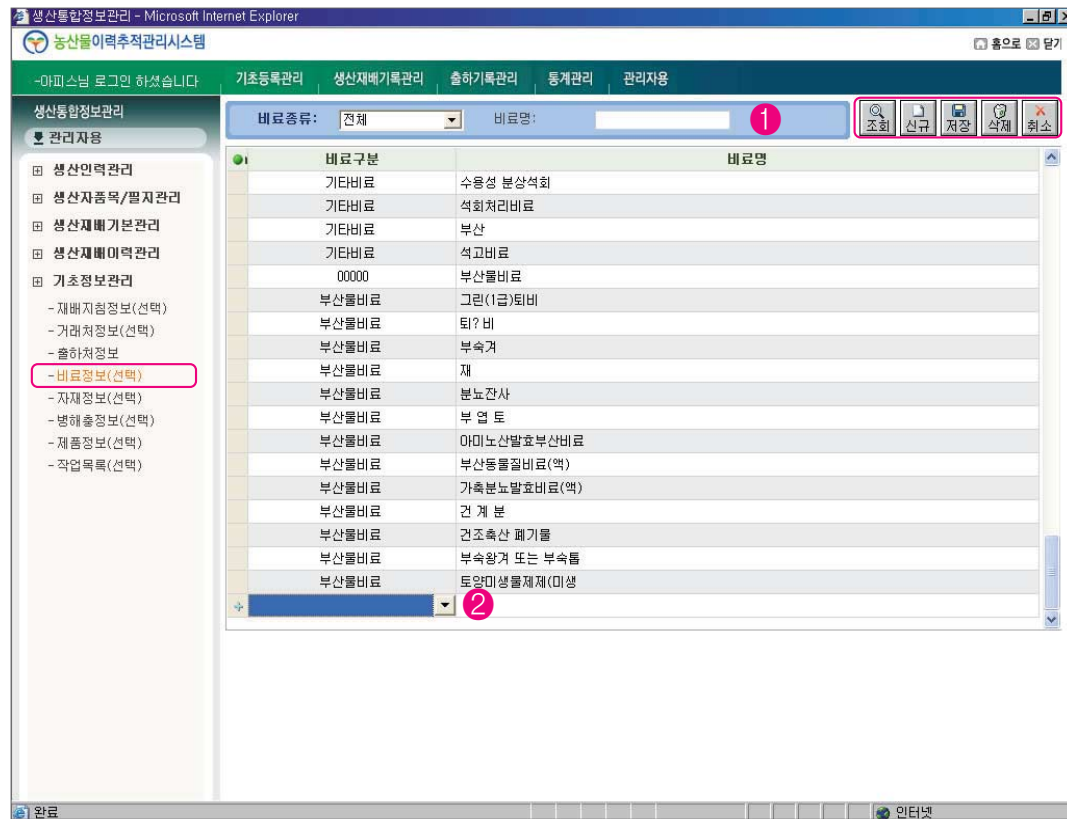 생산통합정보관리 - Microsoft Internet Explorer
농산물이력추적관리시스템
홈으로 닫기
-아피스님 로그인 하셨습니다
기초등록관리 생산재배기록관리 출하기록관리 통계관리 관리자용
생산통합정보관리
관리자용
생산인력관리
생산자품목/필지관리
생산재배기본관리
생산재배이력관리
기초정보관리
-재배지침정보(선택)
-거래처정보(선택)
-출하처정보
-비료정보(선택)
-자재정보(선택)
-병해충정보(선택)
-제품정보(선택)
-작업목록(선택)
비료종류: 전체 비료명: 1
조회 신규 저장 삭제 취소
비료구분 비료명
기타비료 수용성 분상석회
기타비료 석회처리비료
기타비료 부산
기타비료 석고비료
00000 부산물비료
부산물비료 그린(1급)퇴비
부산물비료 퇴? 비
부산물비료 부숙겨
부산물비료 재
부산물비료 분뇨잔사
부산물비료 부 엽 토
부산물비료 아미노산발효부산비료
부산물비료 부산동물질비료(액)
부산물비료 가축분뇨발효비료(액)
부산물비료 건 계 분
부산물비료 건조축산 폐기물
부산물비료 부숙왕겨 또는 부숙톱
부산물비료 토양미생물제제(미생
2
완료 인터넷